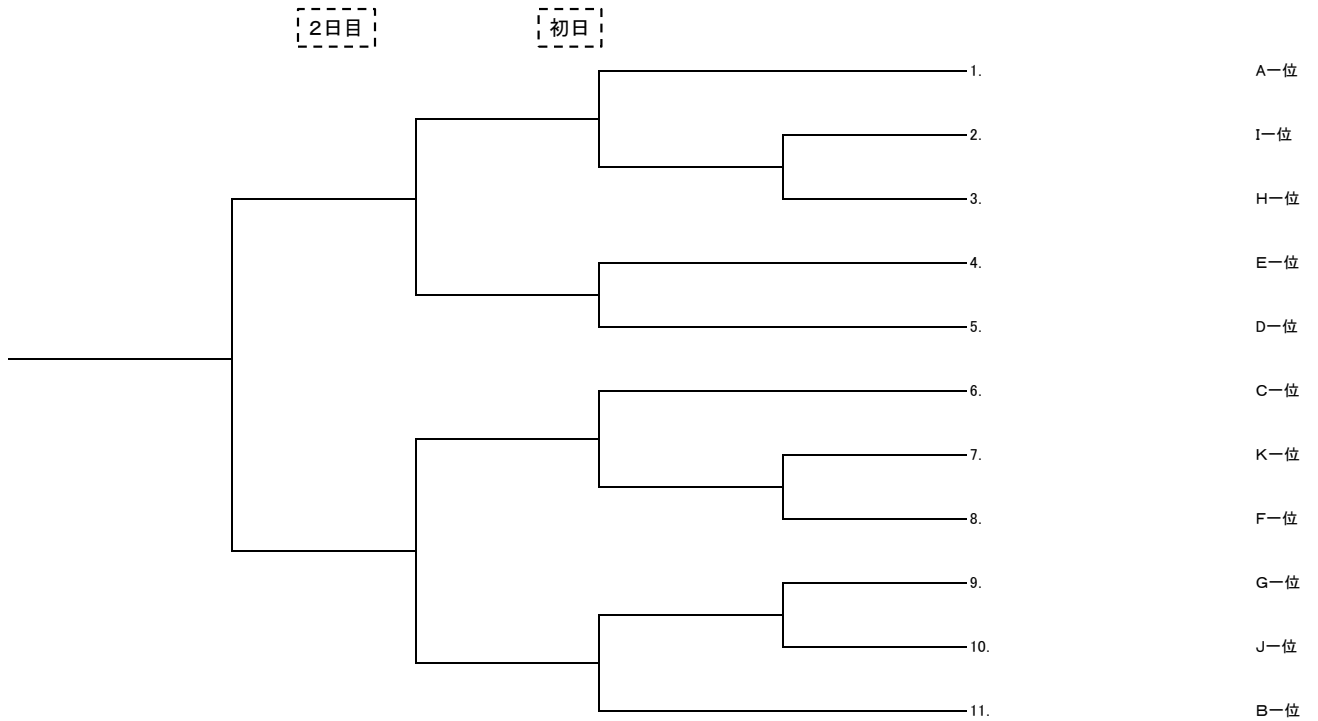 ２日目 初日
1. A一位
2. I一位
3. H一位
4. E一位
5. D一位
6. C一位
7. K一位
8. F一位
9. G一位
10. J一位
11. B一位